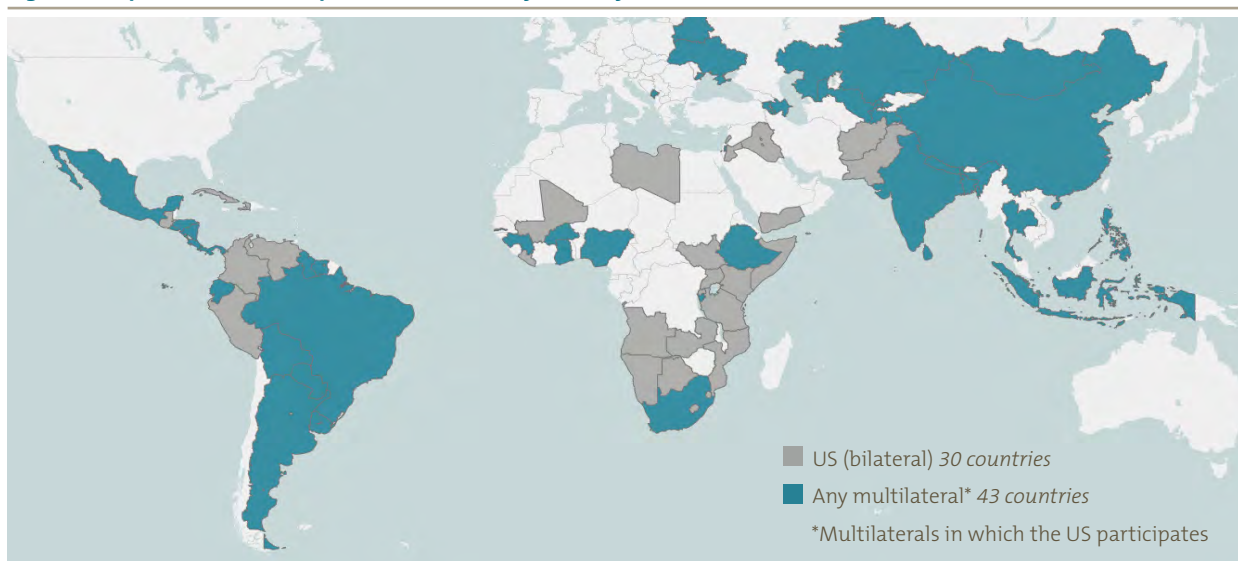 US (bilateral) 30 countries
Any multilateral* 43 countries
*Multilaterals in which the US participates